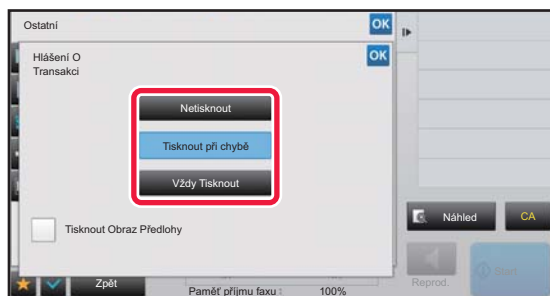 Ostatní
OK
Hlášení O
Transakci
OK
Netisknout
Tisknout při chybě
Vždy Tisknout
Tisknout Obraz Předlohy
Náhled
CA
Zpět
Paměť příjmu faxu
100%
Reprod.
Start